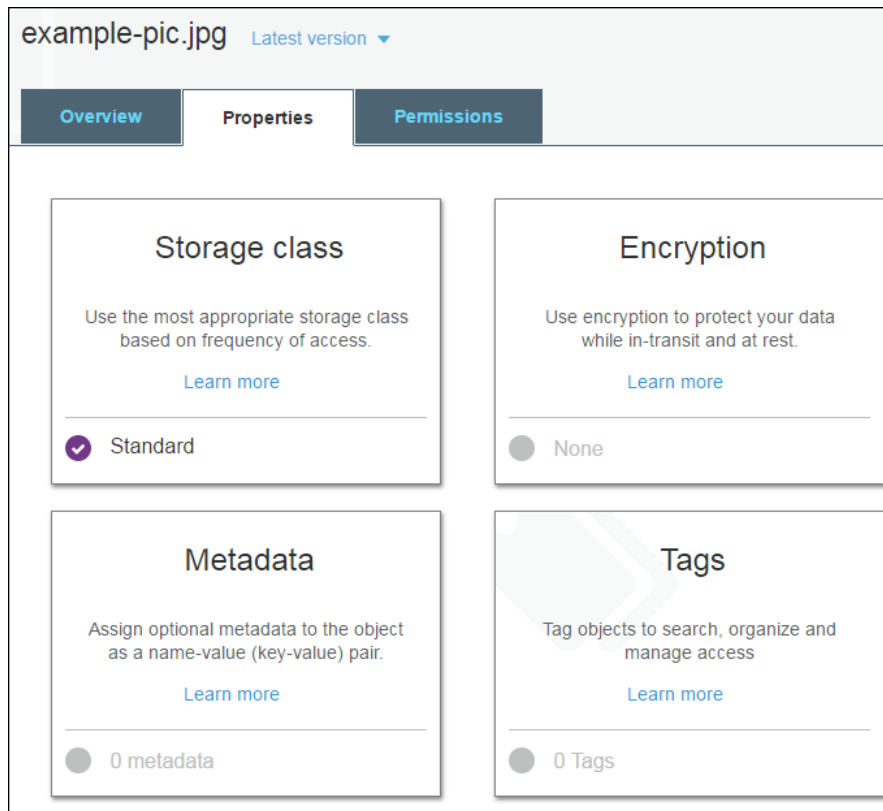 example-pic.jpg Latest version
Overview Properties Permissions
Storage class
Use the most appropriate storage class
based on frequency of access.
Learn more
Standard
Encryption
Use encryption to protect your data
while in-transit and at rest.
Learn more
None
Metadata
Assign optional metadata to the object
as a name-value (key-value) pair.
Learn more
0 metadata
Tags
Tag objects to search, organize and
manage access
Learn more
0 Tags